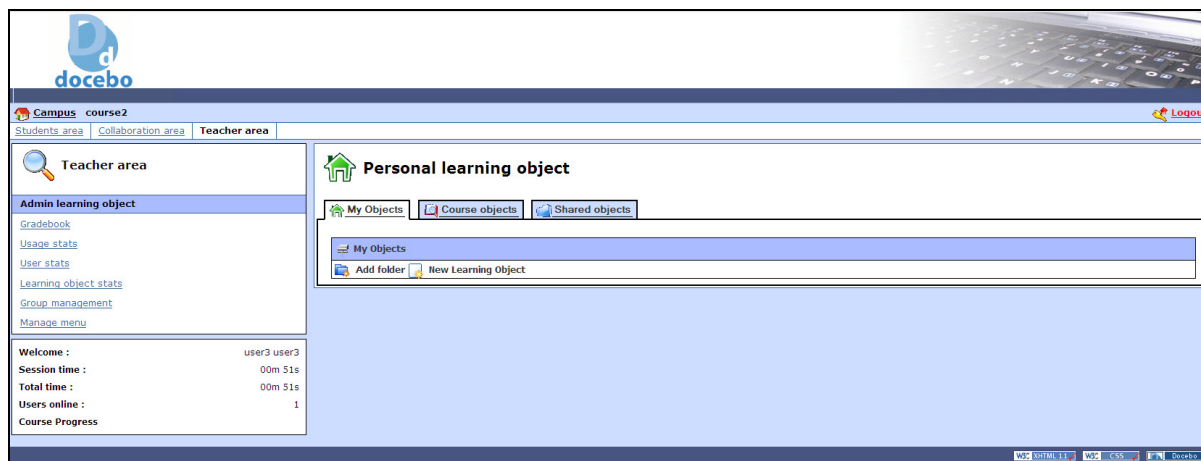 Dd
docebo
Campus course2
Logou
Students area Collaboration area Teacher area
Teacher area
Admin learning object
Gradebook
Usage stats
User stats
Learning object stats
Group management
Manage menu
Welcome : user3 user3
Session time : 00m 51s
Total time : 00m 51s
Users online : 1
Course Progress
Personal learning object
My Objects Course objects Shared objects
My Objects
Add folder New Learning Object
W3C XHTML 1.1 W3C CSS Docebo